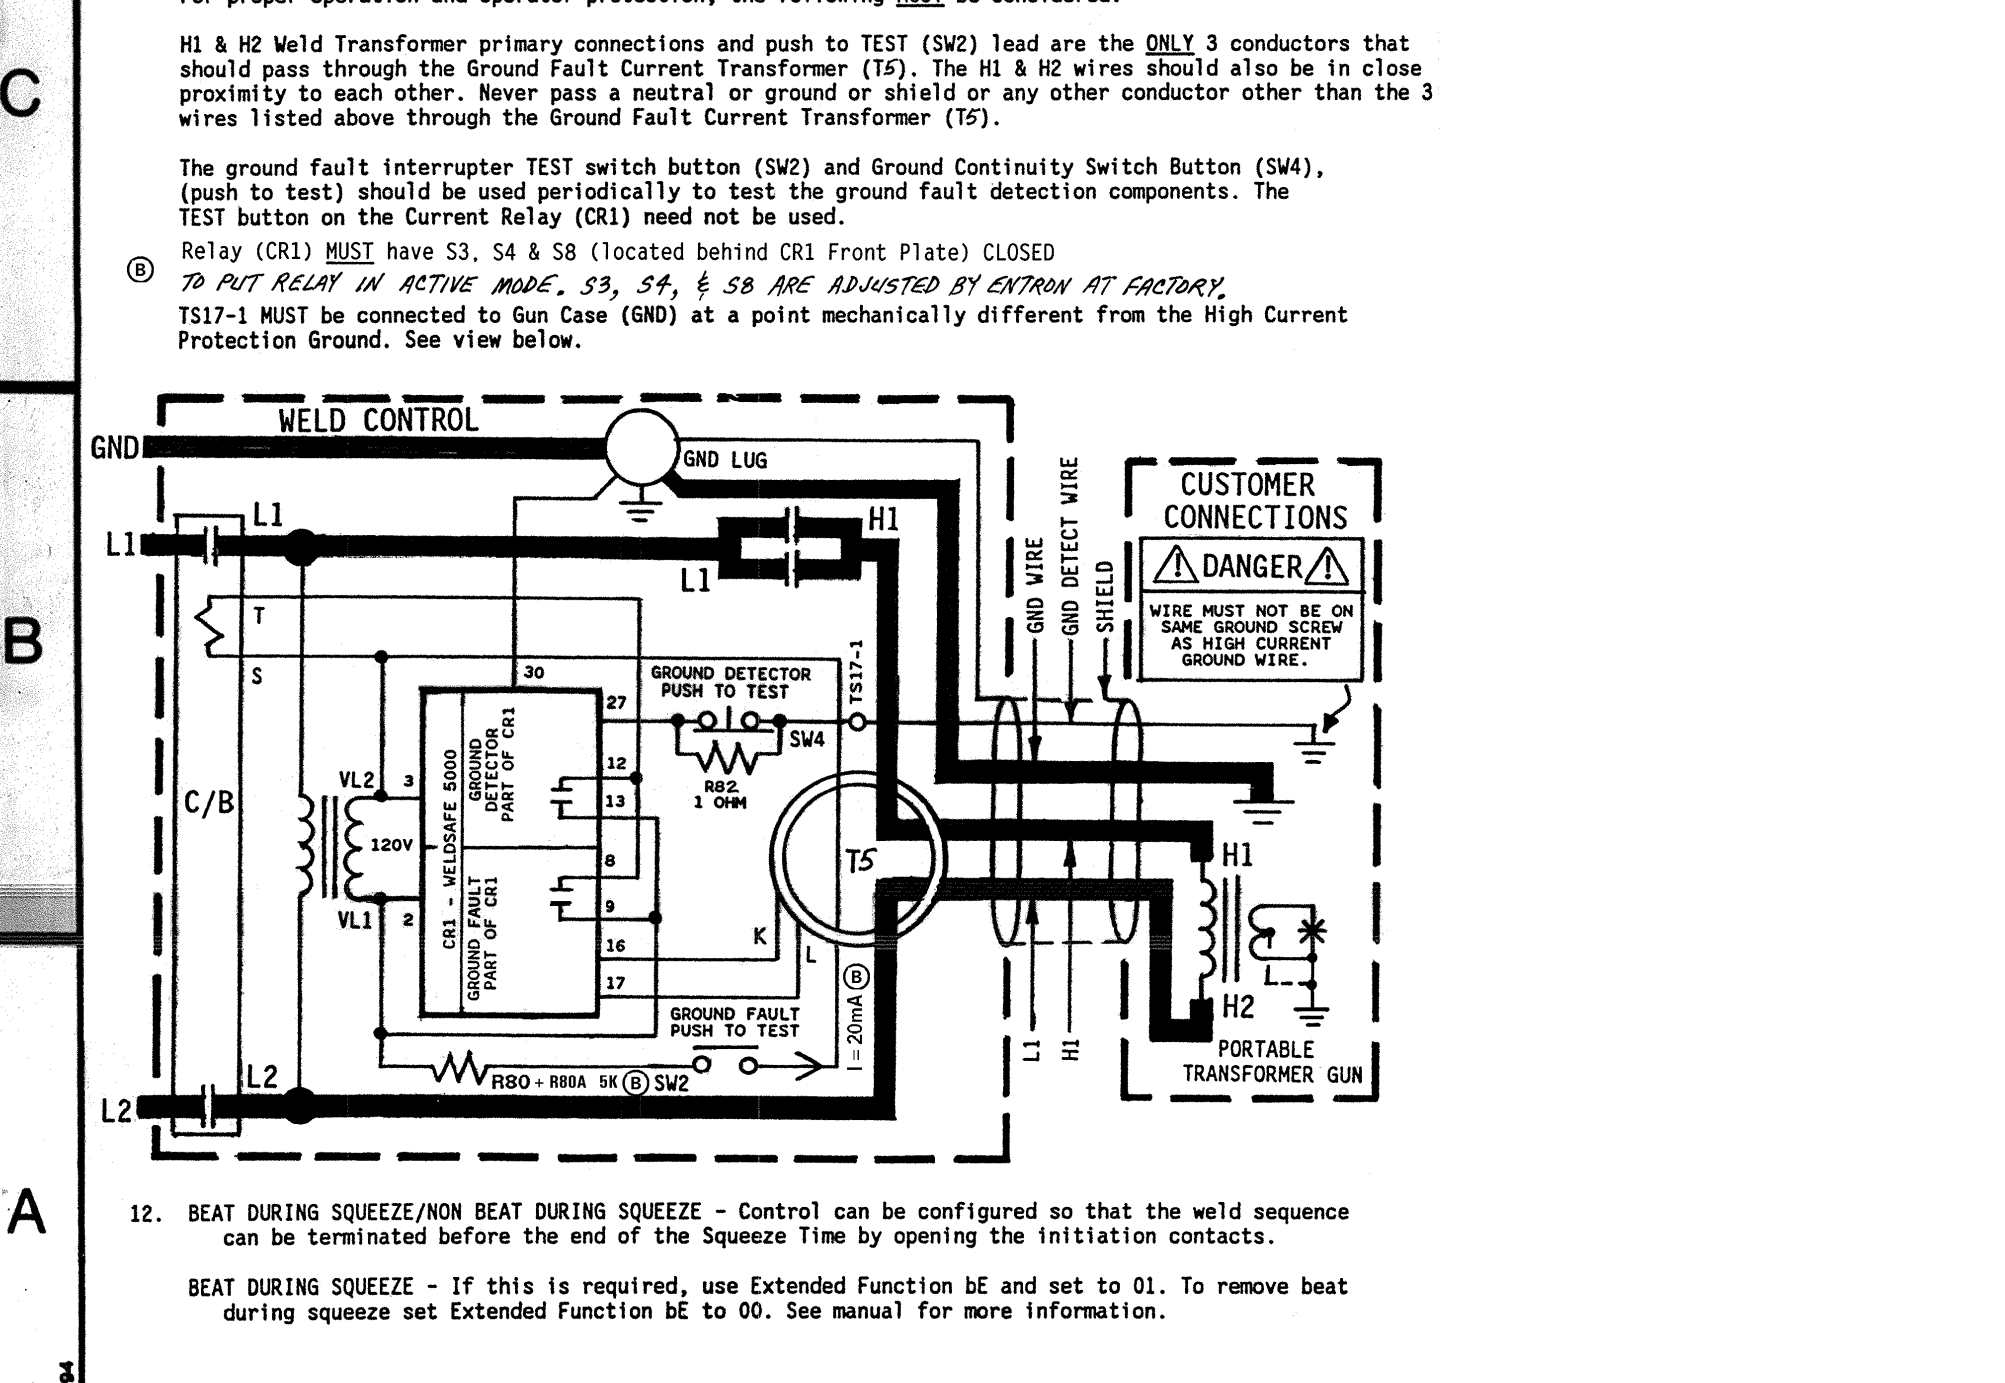 For proper operation and operator protection, the following MUST be considered:
C
H1 & H2 Weld Transformer primary connections and push to TEST (SW2) lead are the ONLY 3 conductors that
should pass through the Ground Fault Current Transformer (T5). The H1 & H2 wires should also be in close
proximity to each other. Never pass a neutral or ground or shield or any other conductor other than the 3
wires listed above through the Ground Fault Current Transformer (T5).
The ground fault interrupter TEST switch button (SW2) and Ground Continuity Switch Button (SW4),
(push to test) should be used periodically to test the ground fault detection components. The
TEST button on the Current Relay (CR1) need not be used.
Relay (CR1) MUST have S3, S4 & S8 (located behind CR1 Front Plate) CLOSED
B
TO PUT RELAY IN ACTIVE MODE. S3, S4, & S8 ARE ADJUSTED BY ENTRON AT FACTORY.
TS17-1 MUST be connected to Gun Case (GND) at a point mechanically different from the High Current
Protection Ground. See view below.
WELD CONTROL
GND
GND LUG
CUSTOMER
CONNECTIONS
DANGER
WIRE MUST NOT BE ON
SAME GROUND SCREW
AS HIGH CURRENT
GROUND WIRE.
GND WIRE
GND DETECT WIRE
SHIELD
L1
L1
H1
L1
T
S
B
30
GROUND DETECTOR
PUSH TO TEST
TS17-1
27
SW4
R82
1 OHM
12
13
VL2
3
C/B
120V
CR1 - WELDSAFE 5000
GROUND
DETECTOR
PART OF CR1
GROUND FAULT
PART OF CR1
8
9
VL1
2
16
17
K
L
T5
I = 20mA B
GROUND FAULT
PUSH TO TEST
R80 + R80A 5K B SW2
L2
L2
L1
H1
H1
H2
PORTABLE
TRANSFORMER GUN
A
12. BEAT DURING SQUEEZE/NON BEAT DURING SQUEEZE - Control can be configured so that the weld sequence
can be terminated before the end of the Squeeze Time by opening the initiation contacts.
BEAT DURING SQUEEZE - If this is required, use Extended Function bE and set to 01. To remove beat
during squeeze set Extended Function bE to 00. See manual for more information.